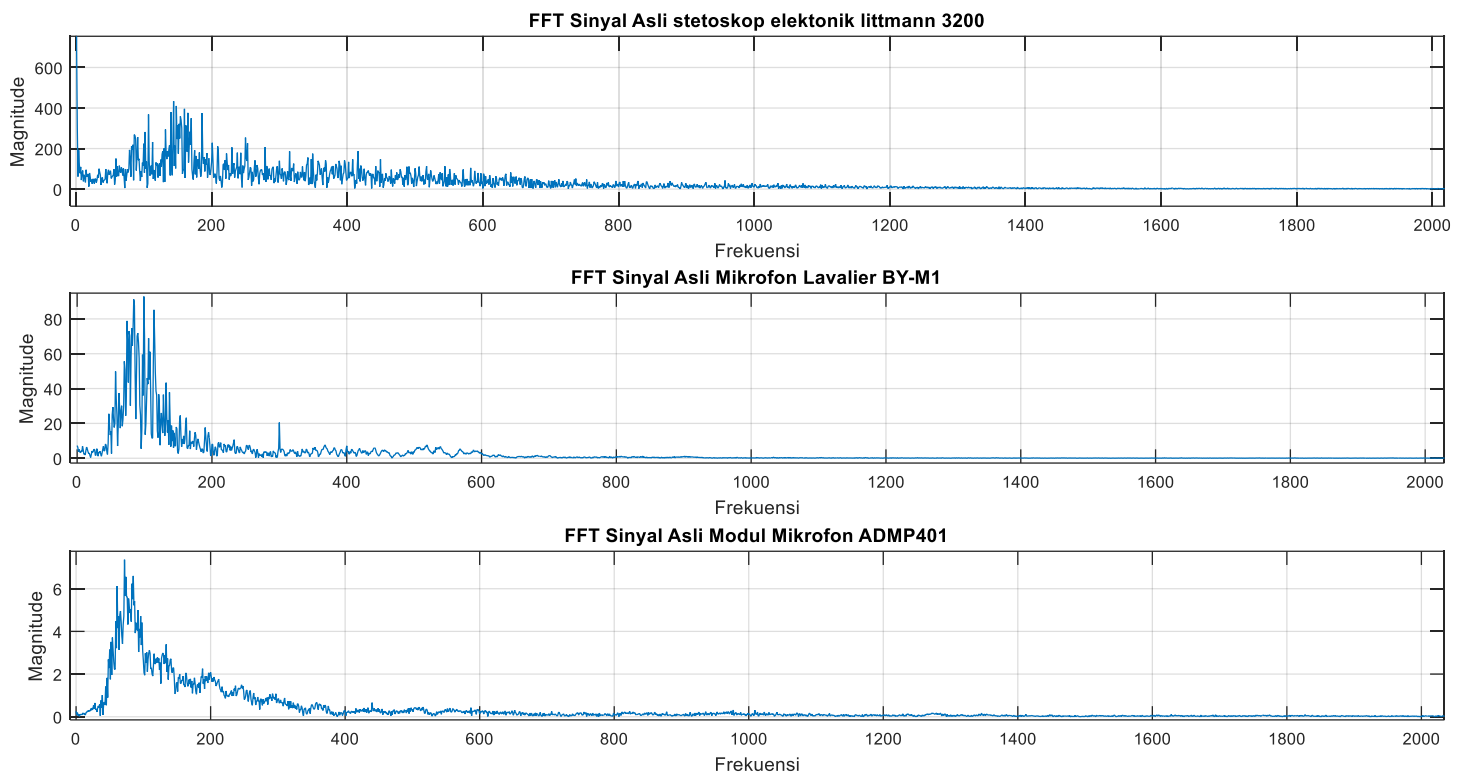 FFT Sinyal Asli stetoskop elektonik littmann 3200
Magnitude
600
400
200
0
0 200 400 600 800 1000 1200 1400 1600 1800 2000
Frekuensi
FFT Sinyal Asli Mikrofon Lavalier BY-M1
Magnitude
80
60
40
20
0
0 200 400 600 800 1000 1200 1400 1600 1800 2000
Frekuensi
FFT Sinyal Asli Modul Mikrofon ADMP401
Magnitude
6
4
2
0
0 200 400 600 800 1000 1200 1400 1600 1800 2000
Frekuensi